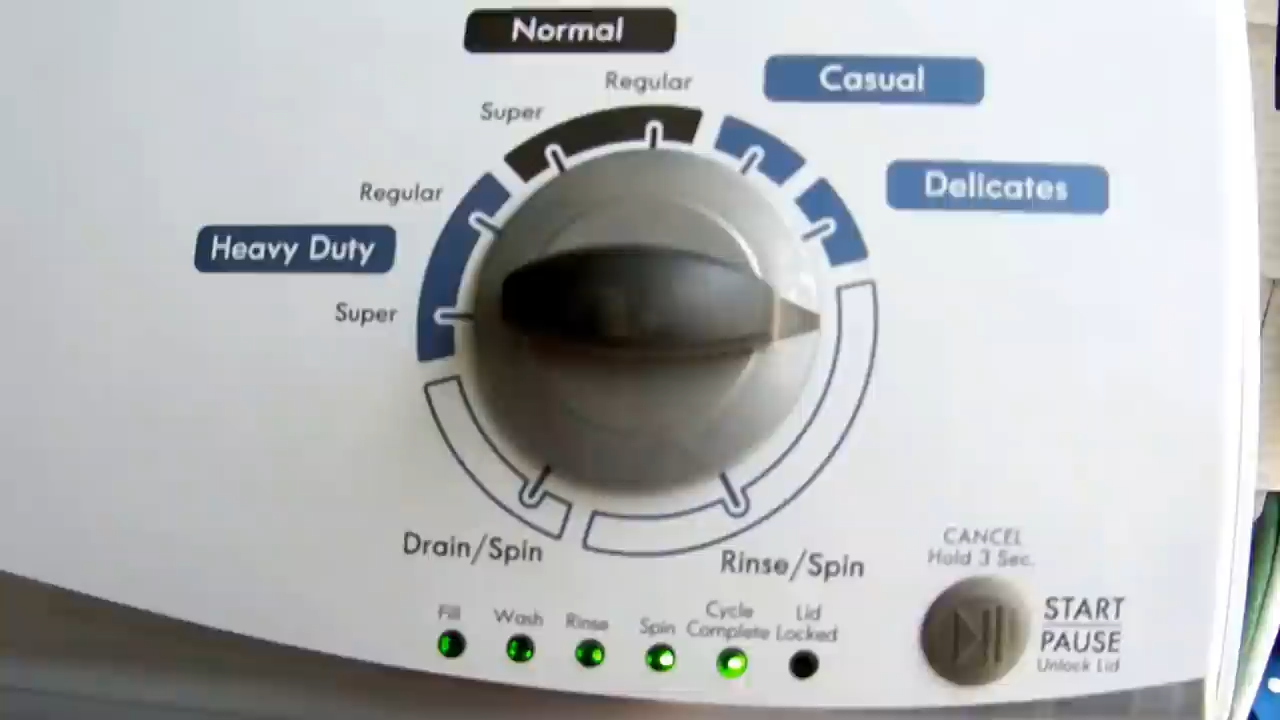 Normal
Regular
Super
Casual
Delicates
Regular
Heavy Duty
Super
Drain/Spin
Rinse/Spin
CANCEL
Hold 3 Sec.
START
PAUSE
Unlock Lid
Fill
Wash
Rinse
Spin
Cycle
Complete
Lid
Locked